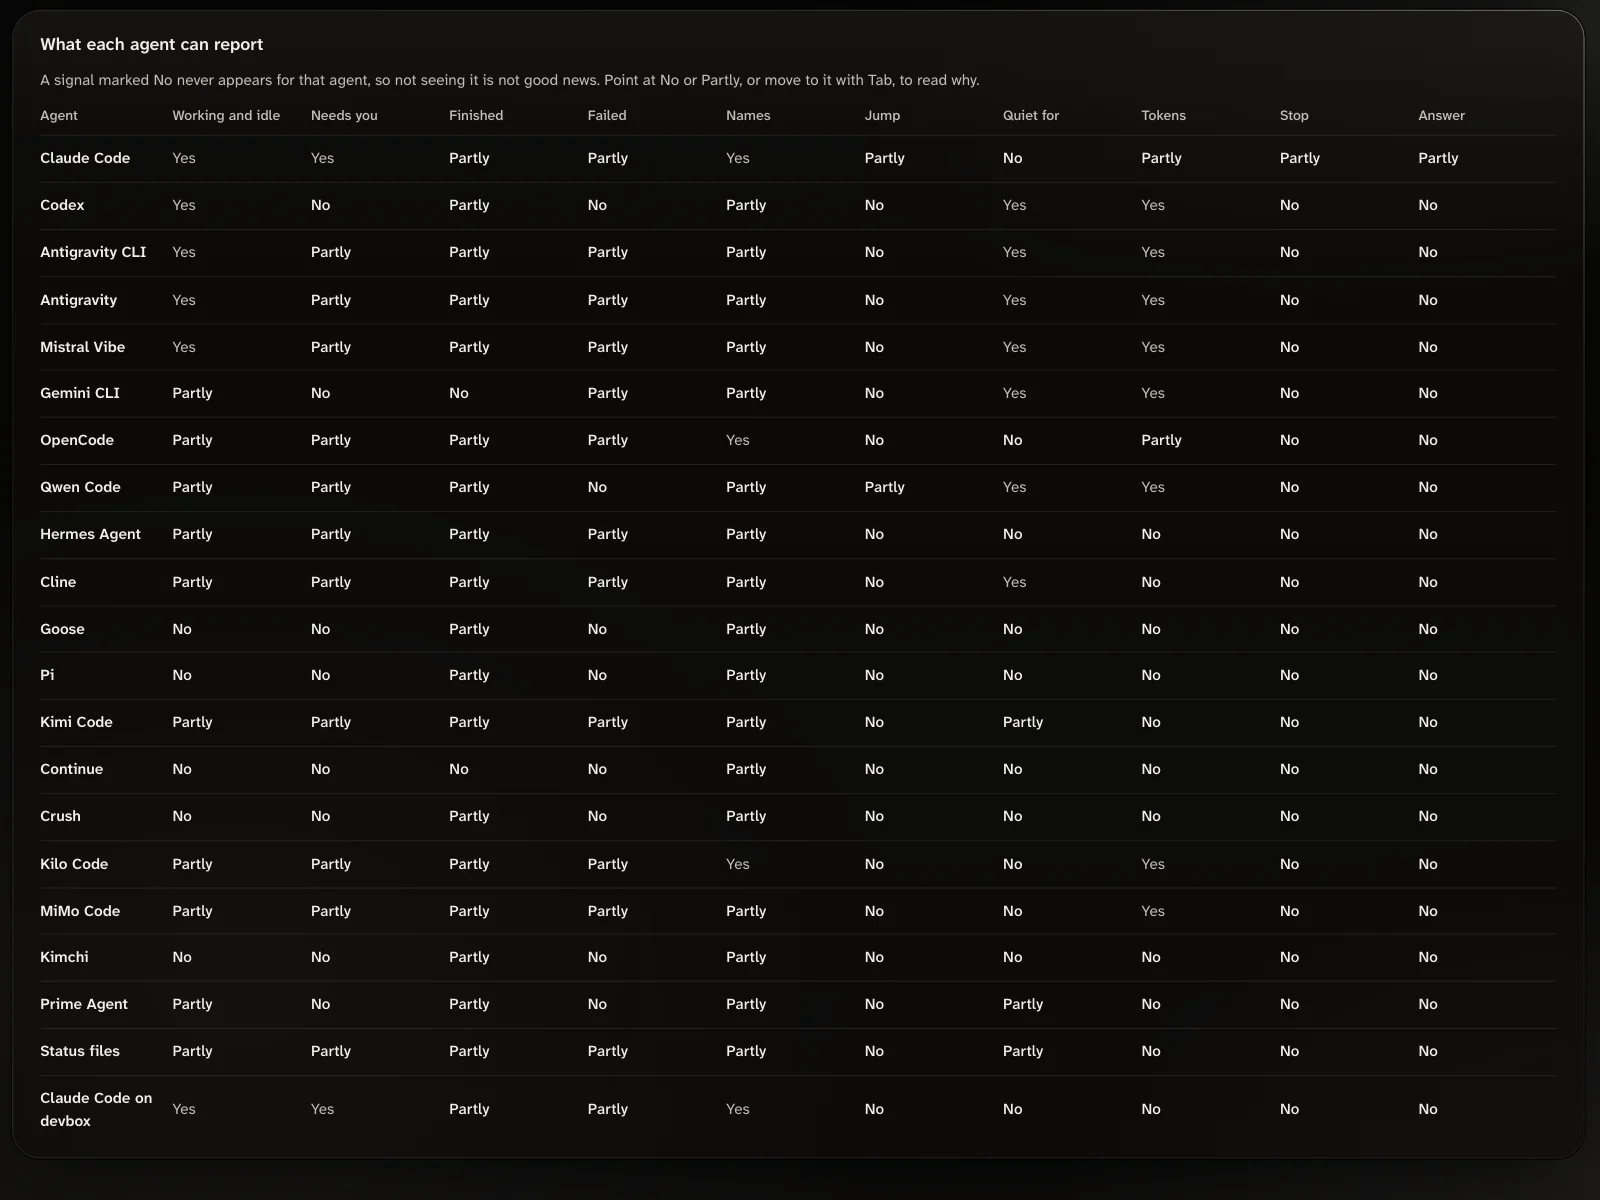 What each agent can report
A signal marked No never appears for that agent, so not seeing it is not good news. Point at No or Partly, or move to it with Tab, to read why.
Agent Working and idle Needs you Finished Failed Names Jump Quiet for Tokens Stop Answer
Claude Code Yes Yes Partly Partly Yes Partly No Partly Partly Partly
Codex Yes No Partly No Partly No Yes Yes No No
Antigravity CLI Yes Partly Partly Partly Partly No Yes Yes No No
Antigravity Yes Partly Partly Partly Partly No Yes Yes No No
Mistral Vibe Yes Partly Partly Partly Partly No Yes Yes No No
Gemini CLI Partly No No Partly Partly No Yes Yes No No
OpenCode Partly Partly Partly Partly Yes No No Partly No No
Qwen Code Partly Partly Partly No Partly Partly Yes Yes No No
Hermes Agent Partly Partly Partly Partly Partly No No No No No
Cline Partly Partly Partly Partly Partly No Yes No No No
Goose No No Partly No Partly No No No No No
Pi No No Partly No Partly No No No No No
Kimi Code Partly Partly Partly Partly Partly No Partly No No No
Continue No No No No Partly No No No No No
Crush No No Partly No Partly No No No No No
Kilo Code Partly Partly Partly Partly Yes No No Yes No No
MiMo Code Partly Partly Partly Partly Partly No No Yes No No
Kimchi No No Partly No Partly No No No No No
Prime Agent Partly No Partly No Partly No Partly No No No
Status files Partly Partly Partly Partly Partly No Partly No No No
Claude Code on
devbox Yes Yes Partly Partly Yes No No No No No